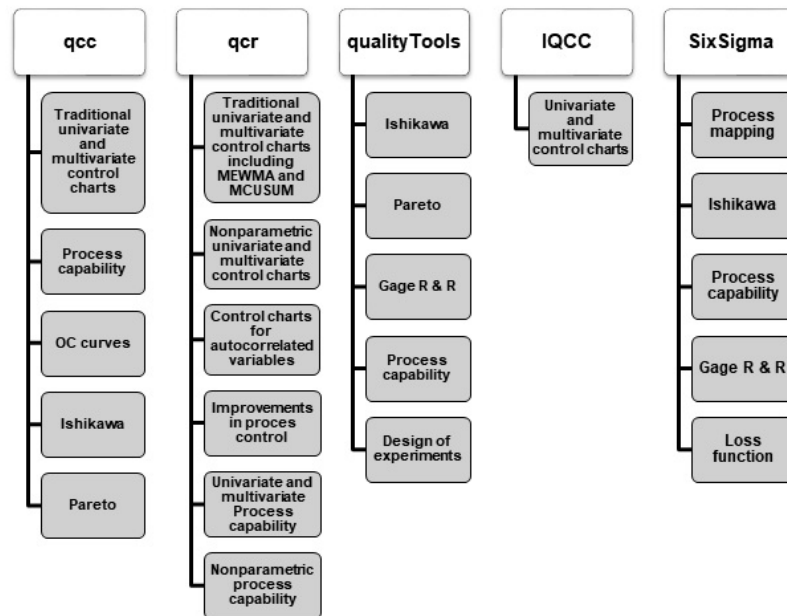 qcc
Traditional
univariate
and
multivariate
control
charts
Process
capability
OC curves
Ishikawa
Pareto
qcr
Traditional
univariate and
multivariate
control charts
including
MEWMA and
MCUSUM
Nonparametric
univariate and
multivariate
control charts
Control charts
for
autocorrelated
variables
Improvements
in proces
control
Univariate and
multivariate
Process
capability
Nonparametric
process
capability
qualityTools
Ishikawa
Pareto
Gage R & R
Process
capability
Design of
experiments
IQCC
Univariate
and
multivariate
control charts
SixSigma
Process
mapping
Ishikawa
Process
capability
Gage R & R
Loss
function